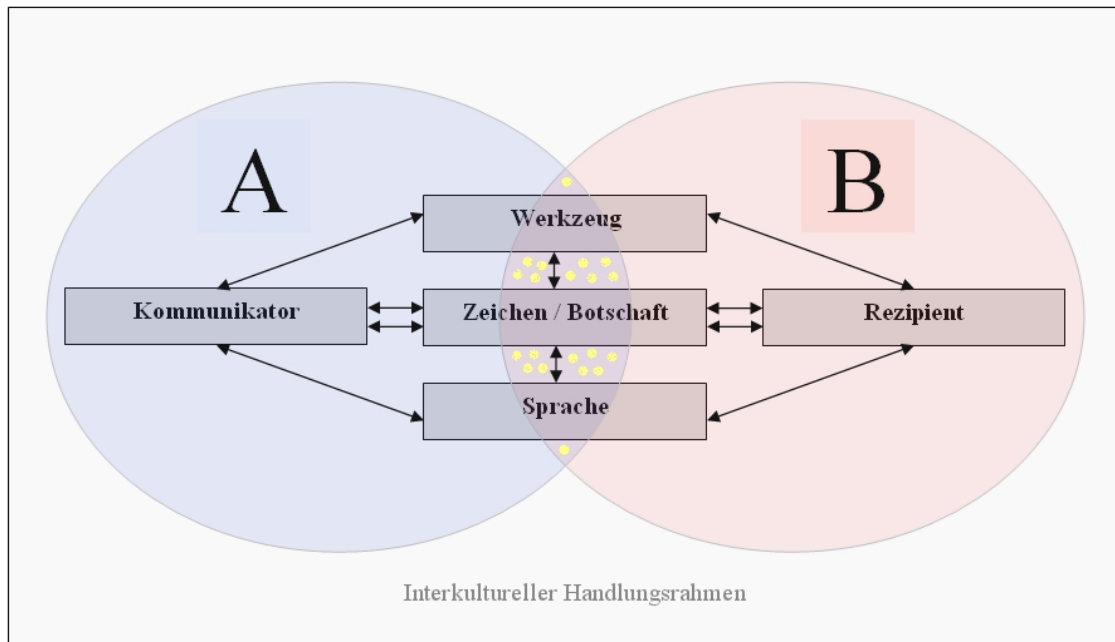 A
B
Werkzeug
Kommunikator
Zeichen / Botschaft
Rezipient
Sprache
Interkultureller Handlungsrahmen